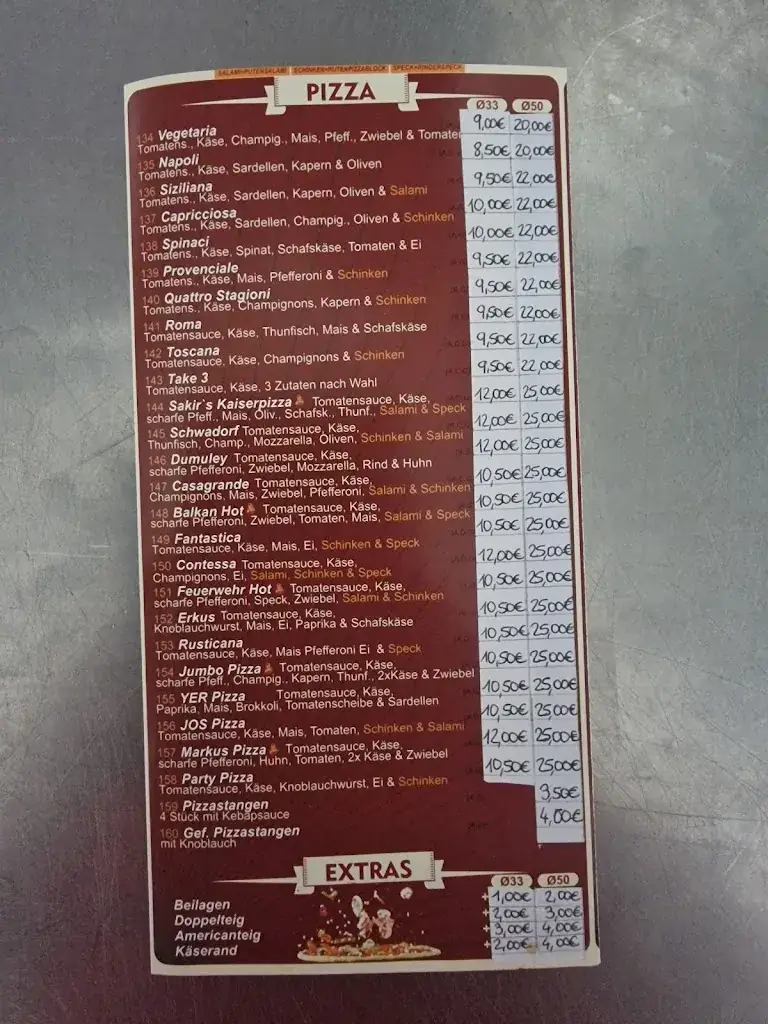 SALAMI=PUTENSALAMI SCHINKEN=PUTENPIZZABLOCK SPECK=RINDERSPECK
PIZZA
Ø33 Ø50
134 Vegetaria 9,00€ 20,00€
Tomatens., Käse, Champig., Mais, Pfeff., Zwiebel & Tomaten
135 Napoli 8,50€ 20,00€
Tomatens., Käse, Sardellen, Kapern & Oliven
136 Siziliana 9,50€ 22,00€
Tomatens., Käse, Sardellen, Kapern, Oliven & Salami
137 Capricciosa 10,00€ 22,00€
Tomatens., Käse, Sardellen, Champig., Oliven & Schinken
138 Spinaci 10,00€ 22,00€
Tomatens., Käse, Spinat, Schafskäse, Tomaten & Ei
139 Provenciale 9,50€ 22,00€
Tomatens., Käse, Mais, Pfefferoni & Schinken
140 Quattro Stagioni 9,50€ 22,00€
Tomatens., Käse, Champignons, Kapern & Schinken
141 Roma 9,50€ 22,00€
Tomatensauce, Käse, Thunfisch, Mais & Schafskäse
142 Toscana 9,50€ 22,00€
Tomatensauce, Käse, Champignons & Schinken
143 Take 3 9,50€ 22,00€
Tomatensauce, Käse, 3 Zutaten nach Wahl
144 Sakir`s Kaiserpizza Tomatensauce, Käse, 12,00€ 25,00€
scharfe Pfeff., Mais, Oliv., Schafsk., Thunf., Salami & Speck
145 Schwadorf Tomatensauce, Käse, 12,00€ 25,00€
Thunfisch, Champ., Mozzarella, Oliven, Schinken & Salami
146 Dumuley Tomatensauce, Käse, 12,00€ 25,00€
scharfe Pfefferoni, Zwiebel, Mozzarella, Rind & Huhn
147 Casagrande Tomatensauce, Käse, 10,50€ 25,00€
Champignons, Mais, Zwiebel, Pfefferoni, Salami & Schinken
148 Balkan Hot Tomatensauce, Käse, 10,50€ 25,00€
scharfe Pfefferoni, Zwiebel, Tomaten, Mais, Salami & Speck
149 Fantastica 10,50€ 25,00€
Tomatensauce, Käse, Mais, Ei, Schinken & Speck
150 Contessa Tomatensauce, Käse, 12,00€ 25,00€
Champignons, Ei, Salami, Schinken & Speck
151 Feuerwehr Hot Tomatensauce, Käse, 10,50€ 25,00€
scharfe Pfefferoni, Speck, Zwiebel, Salami & Schinken
152 Erkus Tomatensauce, Käse, 10,50€ 25,00€
Knoblauchwurst, Mais, Ei, Paprika & Schafskäse
153 Rusticana 10,50€ 25,00€
Tomatensauce, Käse, Mais Pfefferoni Ei & Speck
154 Jumbo Pizza Tomatensauce, Käse, 10,50€ 25,00€
scharfe Pfeff., Champig., Kapern, Thunf., 2xKäse & Zwiebel
155 YER Pizza Tomatensauce, Käse, 10,50€ 25,00€
Paprika, Mais, Brokkoli, Tomatenscheibe & Sardellen
156 JOS Pizza 10,50€ 25,00€
Tomatensauce, Käse, Mais, Tomaten, Schinken & Salami
157 Markus Pizza Tomatensauce, Käse, 12,00€ 25,00€
scharfe Pfefferoni, Huhn, Tomaten, 2x Käse & Zwiebel
158 Party Pizza 10,50€ 25,00€
Tomatensauce, Käse, Knoblauchwurst, Ei & Schinken
159 Pizzastangen 3,50€
4 Stück mit Kebapsauce
160 Gef. Pizzastangen 4,00€
mit Knoblauch
EXTRAS
Ø33 Ø50
Beilagen + 1,00€ 2,00€
Doppelteig + 2,00€ 3,00€
Americanteig + 3,00€ 4,00€
Käserand + 2,00€ 4,00€